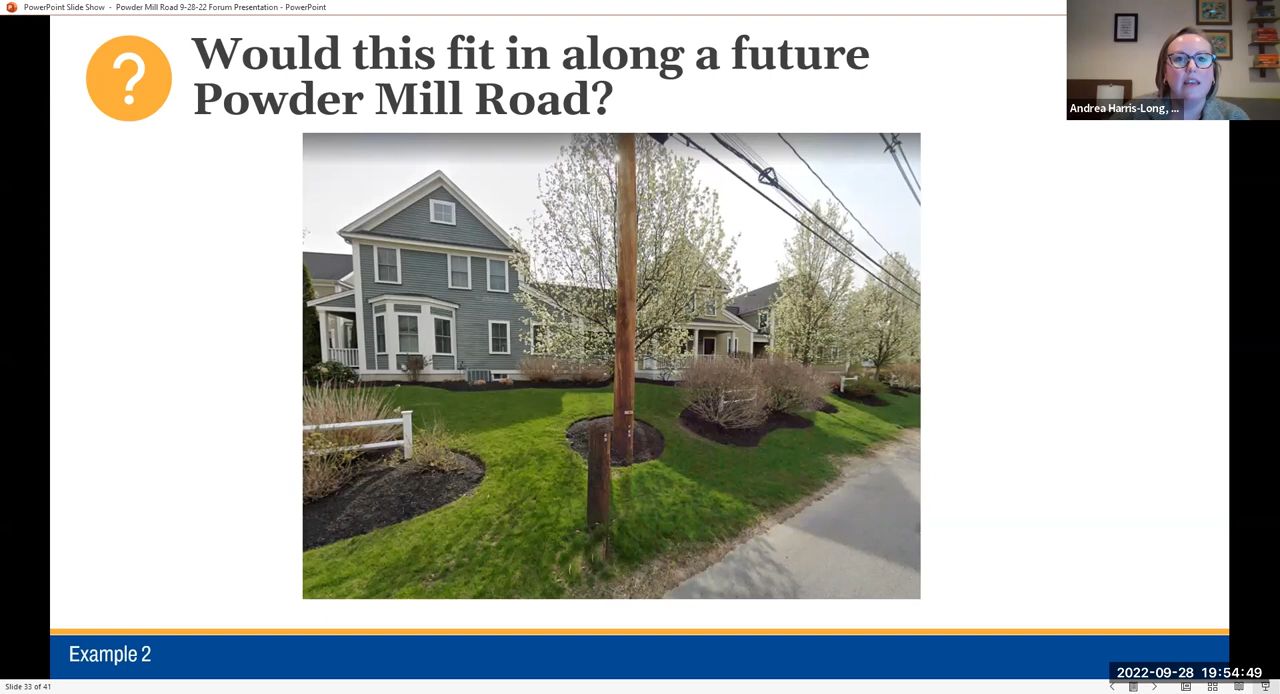 PowerPoint Slide Show - Powder Mill Road 9-28-22 Forum Presentation - PowerPoint
?
Would this fit in along a future
Powder Mill Road?
Andrea Harris-Long, ...
Example 2
2022-09-28 19:54:49
Slide 33 of 41